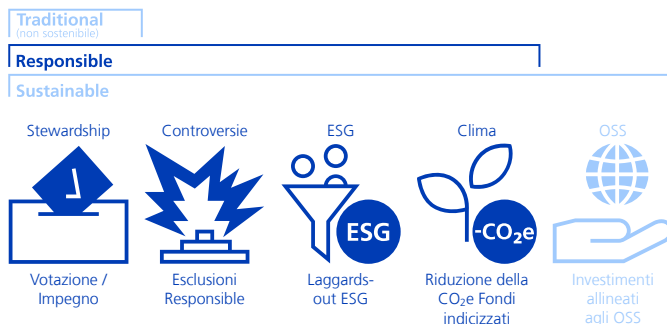 Traditional
(non sostenibile)
Responsible
Sustainable
Stewardship
Controversie
ESG
Clima
OSS
ESG
-CO₂e
Votazione /
Impegno
Esclusioni
Responsible
Laggards-
out ESG
Riduzione della
CO₂e Fondi
indicizzati
Investimenti
allineati
agli OSS